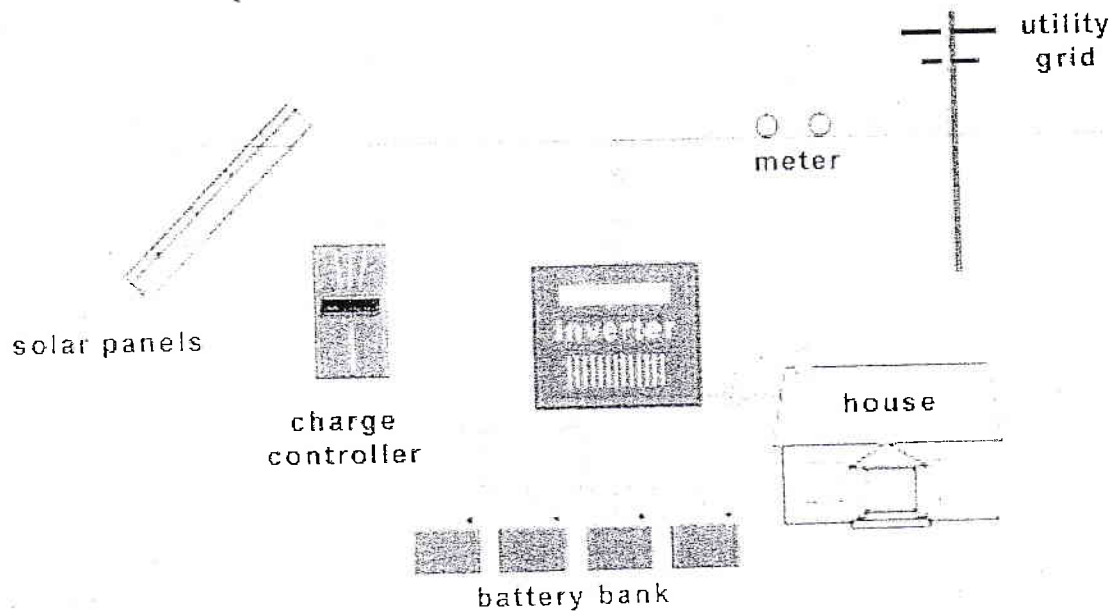 utility
grid
meter
solar panels
inverter
charge
controller
house
battery bank